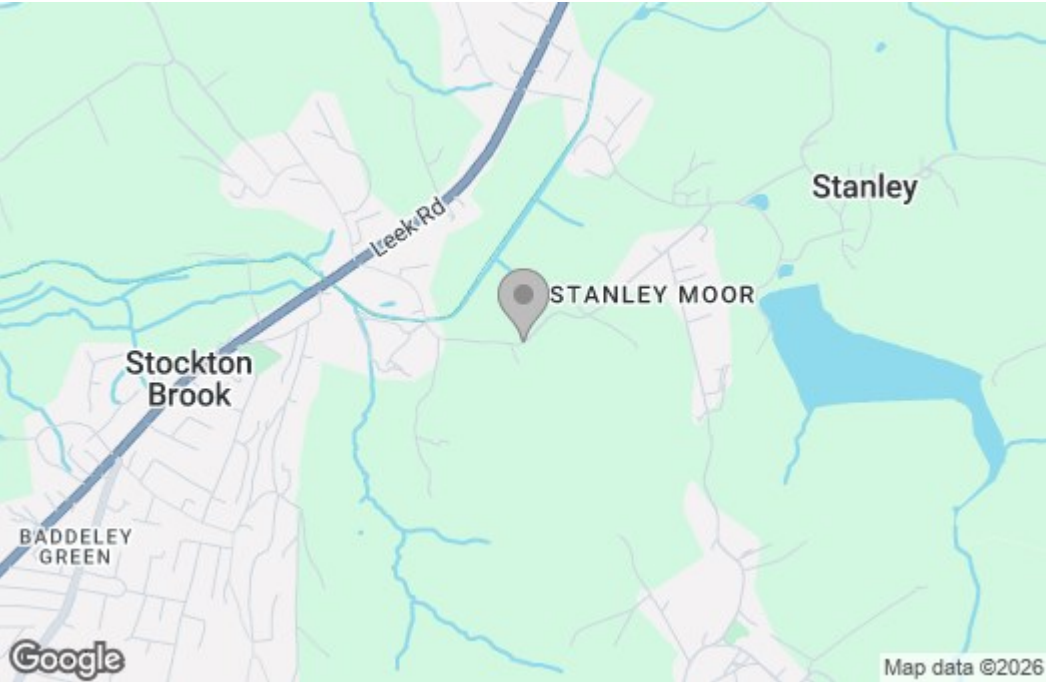 Stanley
Leek Rd
STANLEY MOOR
Stockton
Brook
BADDELEY
GREEN
Google
Map data ©2026